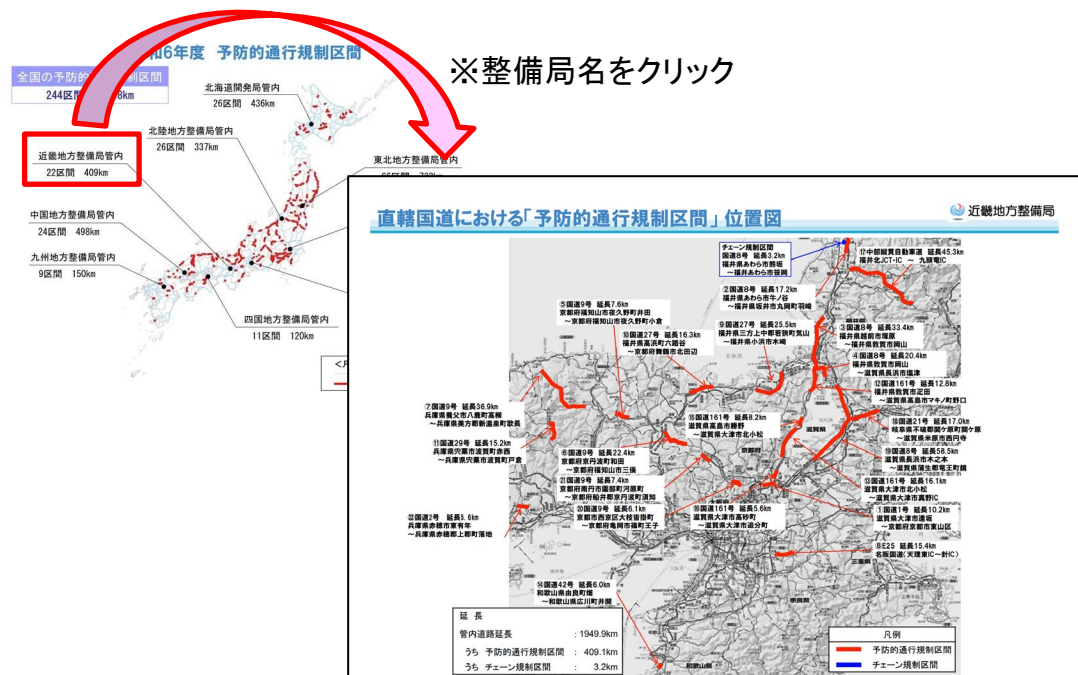 ※整備局名をクリック
和6年度 予防的通行規制区間
全国の予防的
制区間
244区間
8km
北海道開発局管内
26区間 436km
北陸地方整備局管内
26区間 337km
近畿地方整備局管内
22区間 409km
東北地方整備局管内
中国地方整備局管内
24区間 498km
九州地方整備局管内
9区間 150km
四国地方整備局管内
11区間 120km
直轄国道における「予防的通行規制区間」位置図
近畿地方整備局
チェーン規制区間
国道8号 延長3.2km
福井県あわら市熊坂
～福井あわら市笹岡
⑰中部縦貫自動車道 延長45.3km
福井北JCT・IC ～ 九頭竜IC
②国道8号 延長17.2km
福井県あわら市牛ノ谷
～福井県坂井市丸岡町羽崎
⑤国道9号 延長7.6km
京都府福知山市夜久野町井田
～京都府福知山市夜久野町小倉
⑩国道27号 延長16.3km
福井県高浜町六路谷
～京都府舞鶴市北田辺
⑨国道27号 延長25.5km
福井県三方上中郡若狭町気山
～福井県小浜市木崎
③国道8号 延長33.4km
福井県越前市塚原
～福井県敦賀市岡山
④国道8号 延長20.4km
福井県敦賀市岡山
～滋賀県長浜市塩津
⑫国道161号 延長12.8km
福井県敦賀市疋田
～滋賀県高島市マキノ町野口
⑦国道9号 延長36.9km
兵庫県養父市八鹿町高柳
～兵庫県美方郡新温泉町歌長
⑮国道161号 延長8.2km
滋賀県高島市勝野
～滋賀県大津市北小松
⑱国道21号 延長17.0km
岐阜県不破郡関ケ原町関ケ原
～滋賀県米原市西円寺
⑪国道29号 延長15.2km
兵庫県宍粟市波賀町赤西
～兵庫県宍粟市波賀町戸倉
⑥国道9号 延長22.4km
京都府京丹波町和田
～京都府福知山市三俣
⑲国道8号 延長58.5km
滋賀県長浜市木之本
～滋賀県蒲生郡竜王町鏡
㉑国道9号 延長7.4km
京都府南丹市園部町河原町
～京都府船井郡京丹波町須知
⑬国道161号 延長16.1km
滋賀県大津市北小松
～滋賀県大津市真野IC
㉒国道2号 延長5.6km
兵庫県赤穂市東有年
～兵庫県赤穂郡上郡町落地
⑳国道9号 延長6.1km
京都市西京区大枝沓掛町
～京都府亀岡市篠町王子
⑯国道161号 延長5.6km
滋賀県大津市高砂町
～滋賀県大津市追分町
①国道1号 延長10.2km
滋賀県大津市逢坂
～京都府京都市東山区
⑧E25 延長15.4km
名阪国道(天理東IC～針IC)
⑭国道42号 延長6.0km
和歌山県由良町畑
～和歌山県広川町井関
福井県
滋賀県
京都府
三重県
奈良県
和歌山県
延 長
管内道路延長 : 1949.9km
うち 予防的通行規制区間 : 409.1km
うち チェーン規制区間 : 3.2km
凡例
予防的通行規制区間
チェーン規制区間